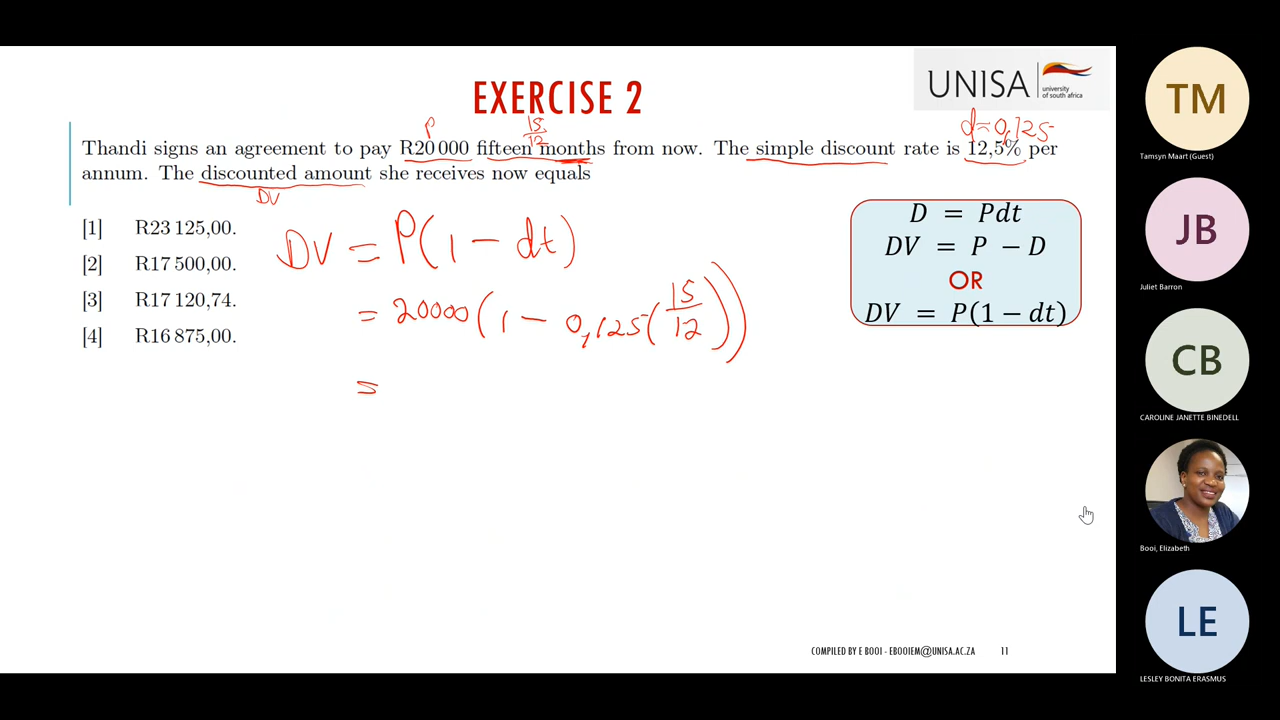 EXERCISE 2
UNISA
university
of south africa
P
15
12
d=0,125
Thandi signs an agreement to pay R20 000 fifteen months from now. The simple discount rate is 12,5% per
annum. The discounted amount she receives now equals
DV
[1] R23 125,00.
[2] R17 500,00.
[3] R17 120,74.
[4] R16 875,00.
DV = P(1 - dt)
= 20000(1 - 0,125(15/12))
=
D = Pdt
DV = P − D
OR
DV = P(1 − dt)
COMPILED BY E BOOI - EBOOIEM@UNISA.AC.ZA 11
TM
Tamsyn Maart (Guest)
JB
Juliet Barron
CB
CAROLINE JANETTE BINEDELL
Booi, Elizabeth
LE
LESLEY BONITA ERASMUS